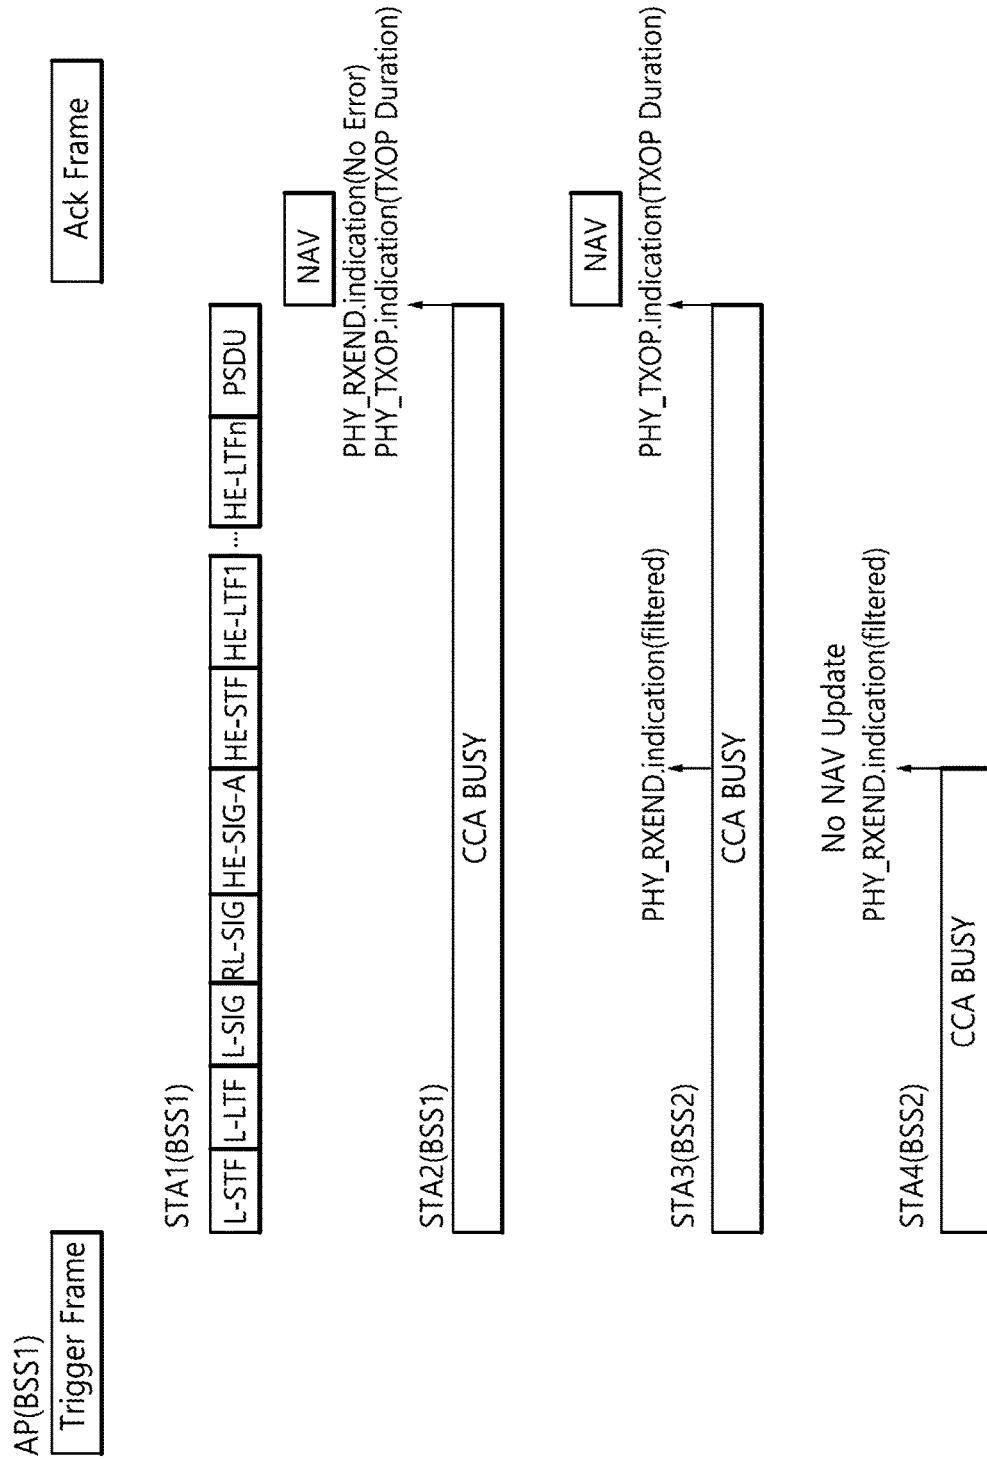 AP(BSS1)
Trigger Frame
Ack Frame
STA1(BSS1)
L-STF L-LTF L-SIG RL-SIG HE-SIG-A HE-STF HE-LTF1 ... HE-LTFn PSDU
NAV
PHY_RXEND.indication(No Error)
PHY_TXOP.indication(TXOP Duration)
STA2(BSS1)
CCA BUSY
NAV
PHY_RXEND.indication(filtered)
PHY_TXOP.indication(TXOP Duration)
STA3(BSS2)
CCA BUSY
No NAV Update
PHY_RXEND.indication(filtered)
STA4(BSS2)
CCA BUSY